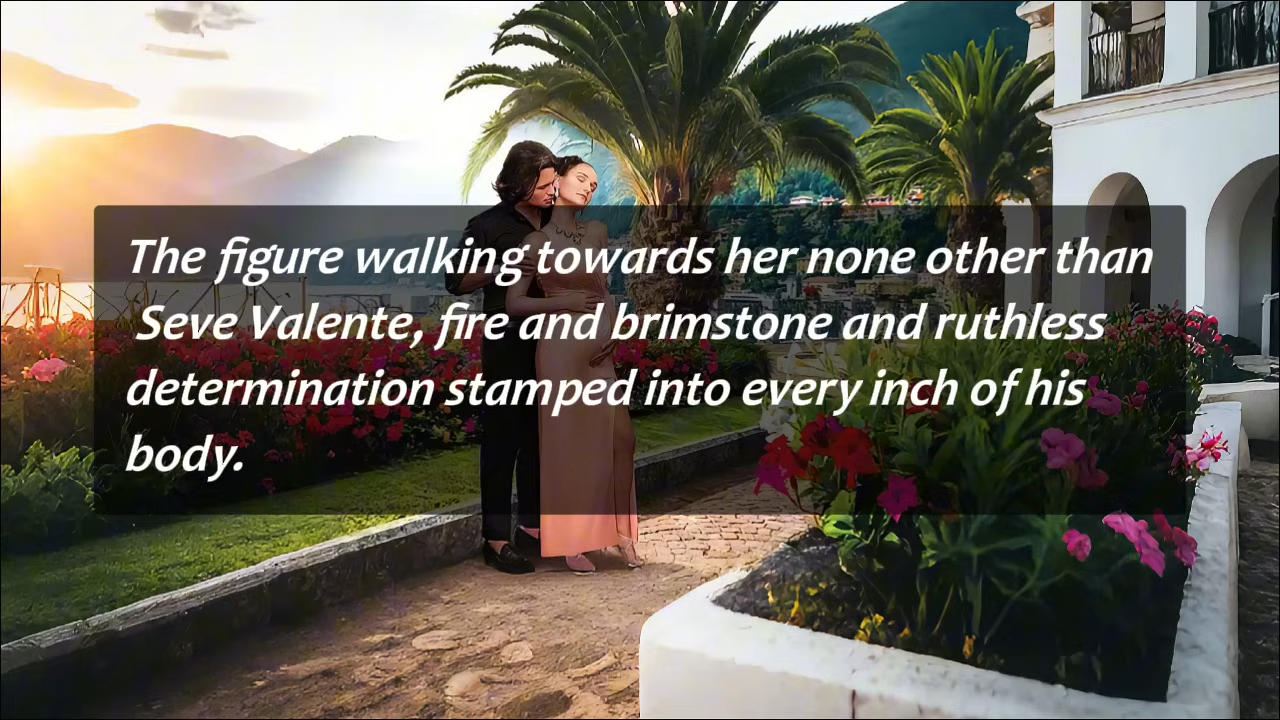 The figure walking towards her none other than
Seve Valente, fire and brimstone and ruthless
determination stamped into every inch of his
body.